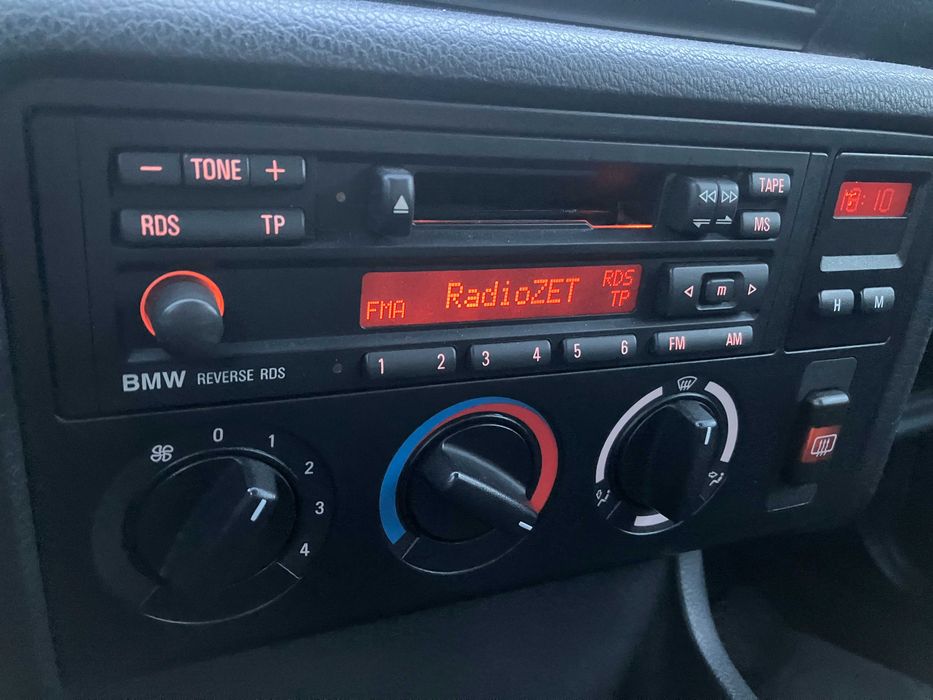 − TONE +
RDS TP
TAPE
MS
FMA RadioZET RDS
TP
m
H M
1 2 3 4 5 6 FM AM
BMW REVERSE RDS
0 1 2 3 4